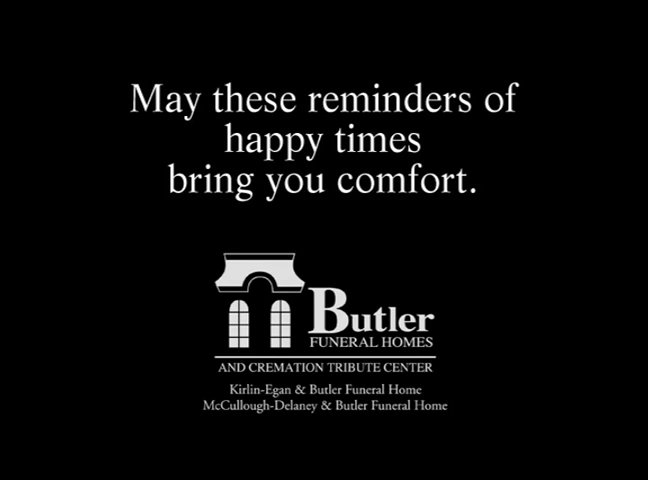 May these reminders of
happy times
bring you comfort.
Butler
FUNERAL HOMES
AND CREMATION TRIBUTE CENTER
Kirlin-Egan & Butler Funeral Home
McCullough-Delaney & Butler Funeral Home